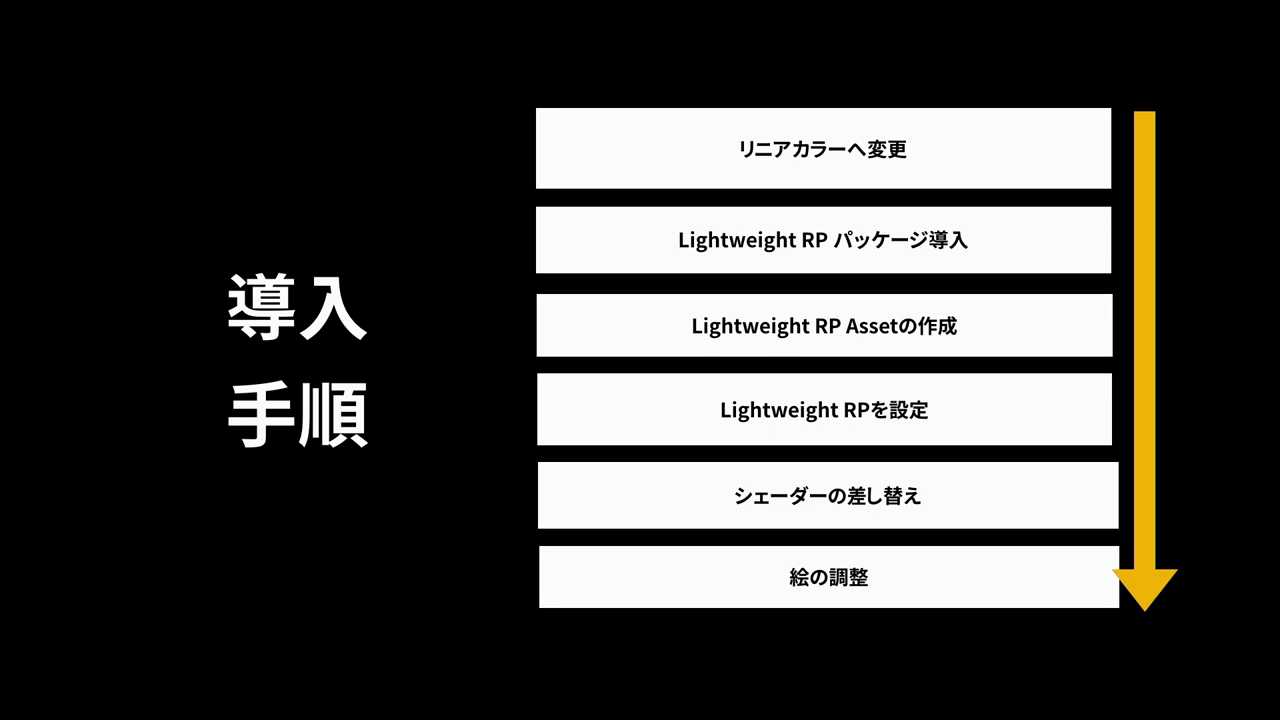 導入
手順
リニアカラーへ変更
Lightweight RP パッケージ導入
Lightweight RP Assetの作成
Lightweight RPを設定
シェーダーの差し替え
絵の調整